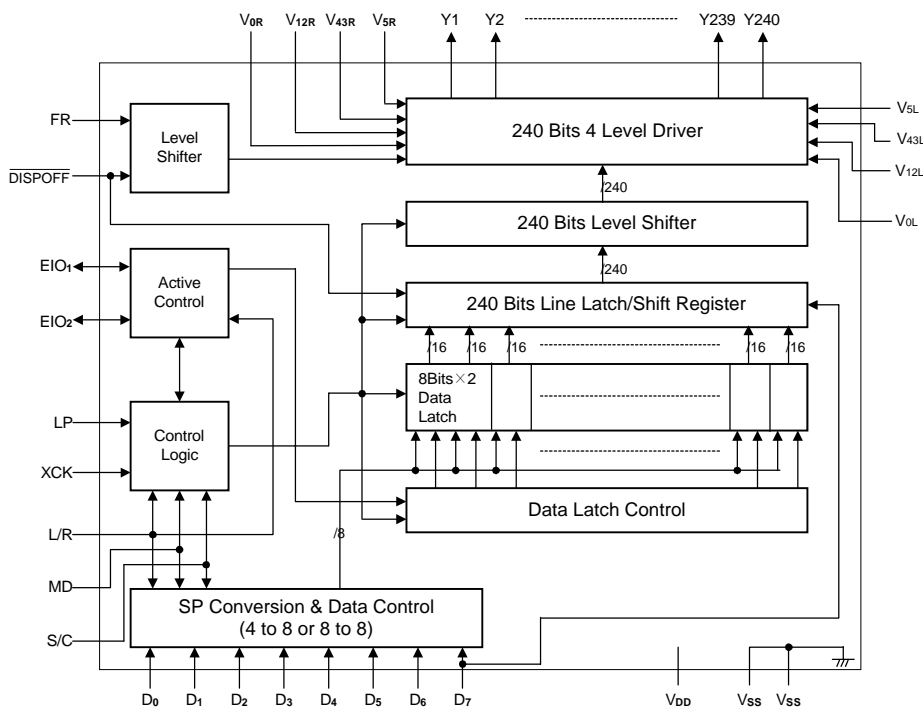 V0R V12R V43R V5R Y1 Y2 Y239 Y240
FR
Level
Shifter
240 Bits 4 Level Driver
V5L
V43L
V12L
V0L
DISPOFF
/240
240 Bits Level Shifter
/240
EIO1
EIO2
Active
Control
240 Bits Line Latch/Shift Register
/16 /16 /16 /16 /16
8Bits×2
Data
Latch
LP
XCK
Control
Logic
L/R
MD
S/C
/8
Data Latch Control
SP Conversion & Data Control
(4 to 8 or 8 to 8)
D0 D1 D2 D3 D4 D5 D6 D7 VDD VSS VSS